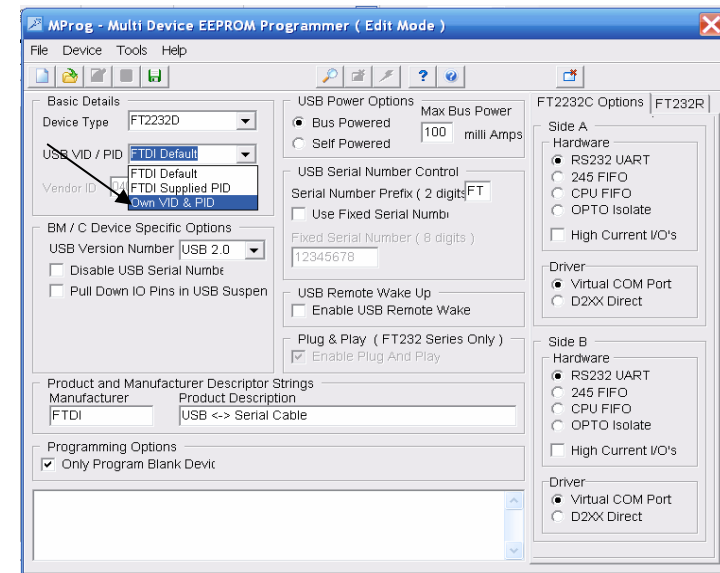 MProg - Multi Device EEPROM Programmer ( Edit Mode )
File Device Tools Help
Basic Details
Device Type FT2232D
USB VID / PID FTDI Default
FTDI Default
FTDI Supplied PID
Own VID & PID
Vendor ID
BM / C Device Specific Options
USB Version Number USB 2.0
Disable USB Serial Numbe
Pull Down IO Pins in USB Suspen
USB Power Options
Bus Powered
Self Powered
Max Bus Power
100 milli Amps
USB Serial Number Control
Serial Number Prefix ( 2 digits FT
Use Fixed Serial Numb
Fixed Serial Number ( 8 digits )
12345678
USB Remote Wake Up
Enable USB Remote Wake
Plug & Play ( FT232 Series Only )
Enable Plug And Play
Product and Manufacturer Descriptor Strings
Manufacturer Product Description
FTDI USB <-> Serial Cable
Programming Options
Only Program Blank Devic
FT2232C Options FT232R
Side A
Hardware
RS232 UART
245 FIFO
CPU FIFO
OPTO Isolate
High Current I/O's
Driver
Virtual COM Port
D2XX Direct
Side B
Hardware
RS232 UART
245 FIFO
CPU FIFO
OPTO Isolate
High Current I/O's
Driver
Virtual COM Port
D2XX Direct